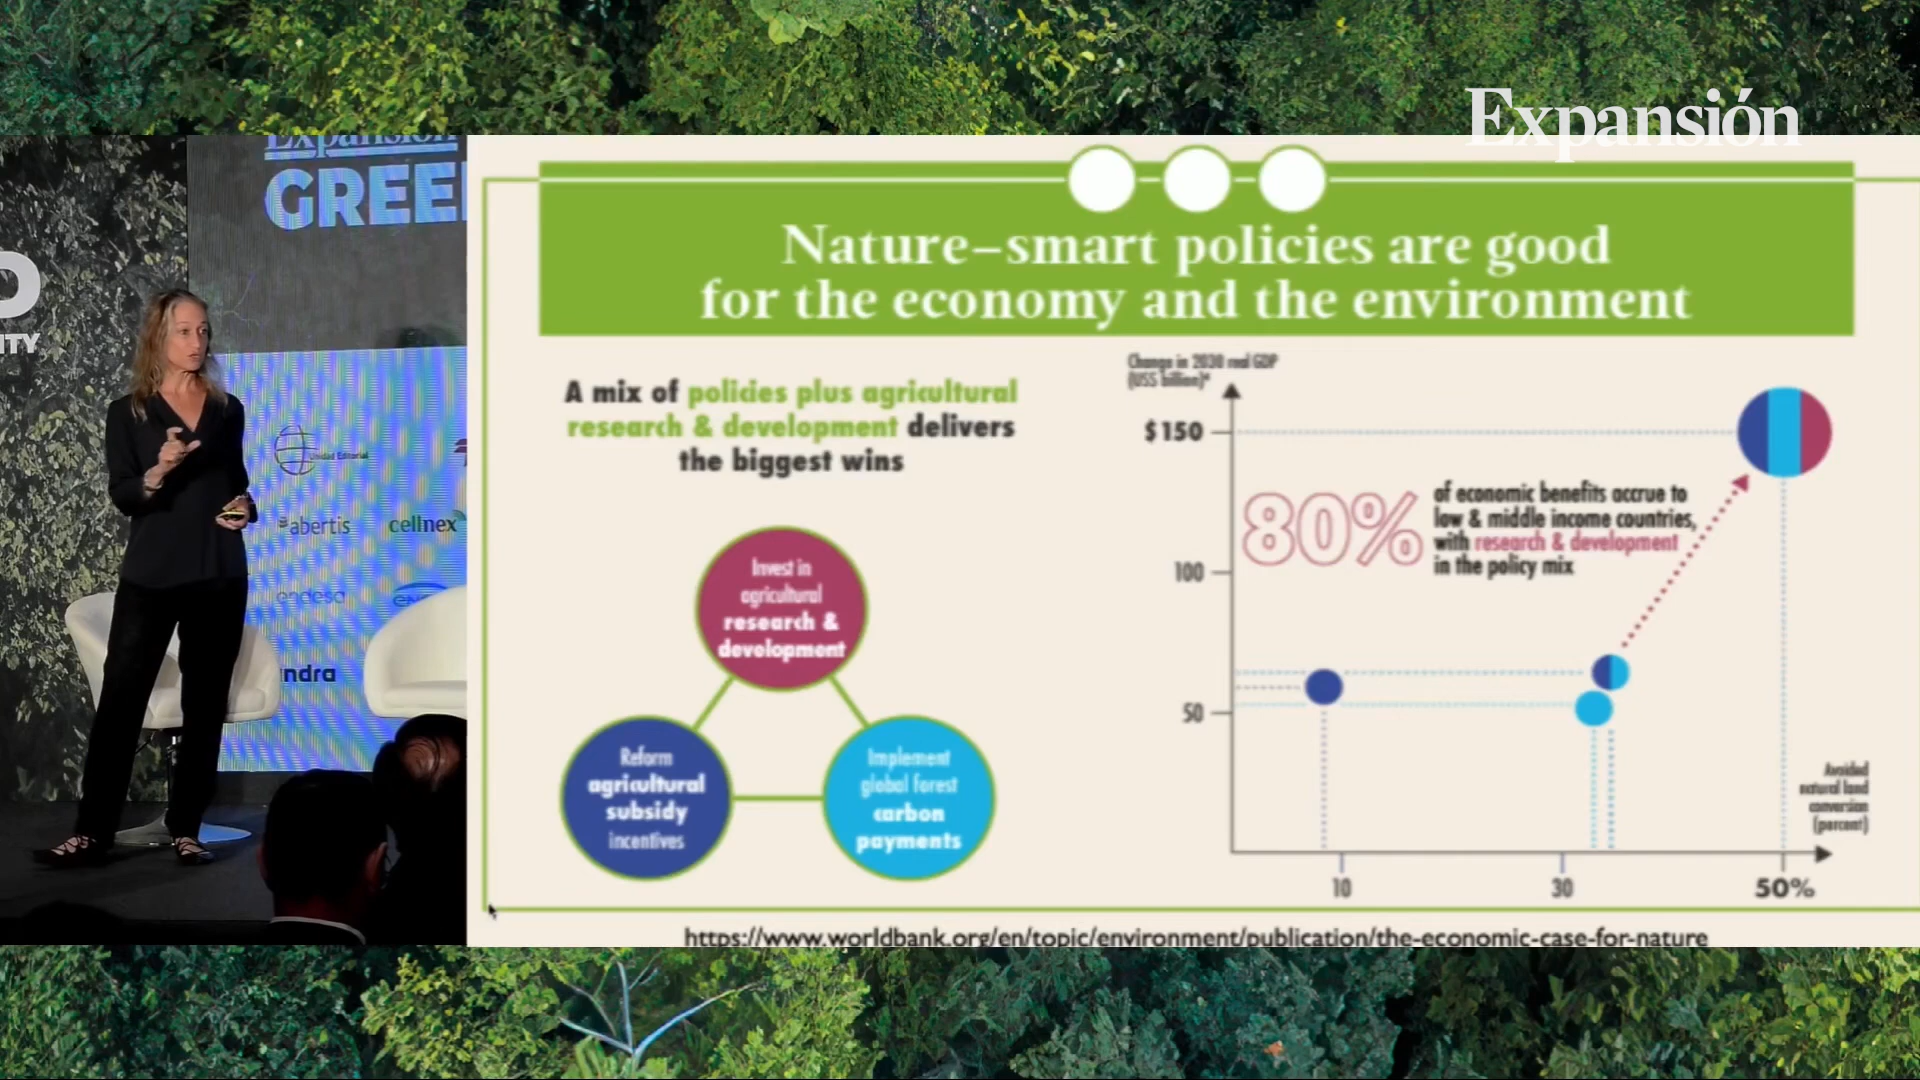 Expansión
Expansión
GREE
ITY
Unidad Editorial
abertis
cellnex
endesa
ndra
Nature–smart policies are good
for the economy and the environment
A mix of policies plus agricultural
research & development delivers
the biggest wins
Invest in
agricultural
research &
development
Reform
agricultural
subsidy
incentives
Implement
global forest
carbon
payments
Change in 2030 real GDP
(US$ billion)*
$150
100
50
80%
of economic benefits accrue to
low & middle income countries,
with research & development
in the policy mix
Avoided
natural land
conversion
(percent)
10
30
50%
https://www.worldbank.org/en/topic/environment/publication/the-economic-case-for-nature